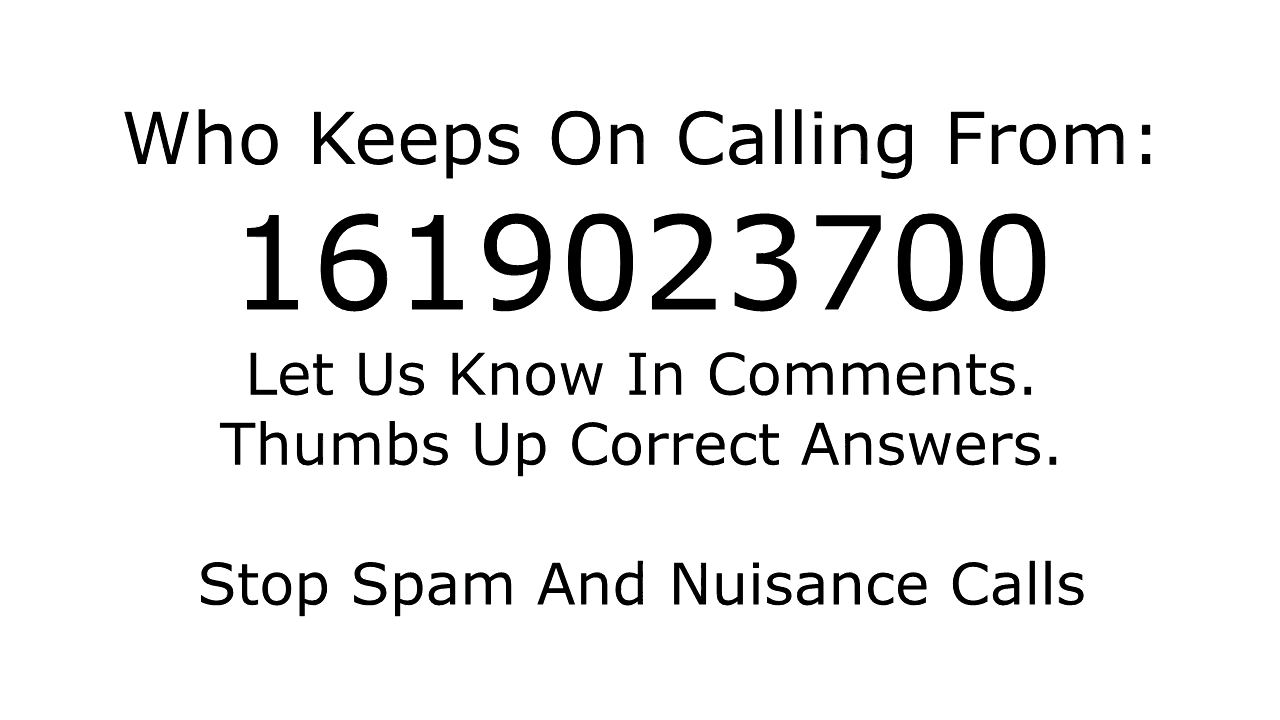 Who Keeps On Calling From:
1619023700
Let Us Know In Comments.
Thumbs Up Correct Answers.
Stop Spam And Nuisance Calls